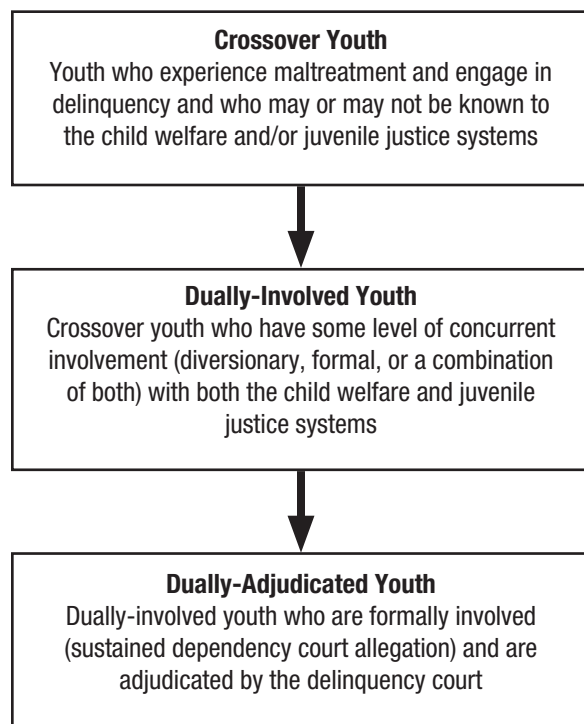 Crossover Youth
Youth who experience maltreatment and engage in
delinquency and who may or may not be known to
the child welfare and/or juvenile justice systems
Dually-Involved Youth
Crossover youth who have some level of concurrent
involvement (diversionary, formal, or a combination
of both) with both the child welfare and juvenile
justice systems
Dually-Adjudicated Youth
Dually-involved youth who are formally involved
(sustained dependency court allegation) and are
adjudicated by the delinquency court